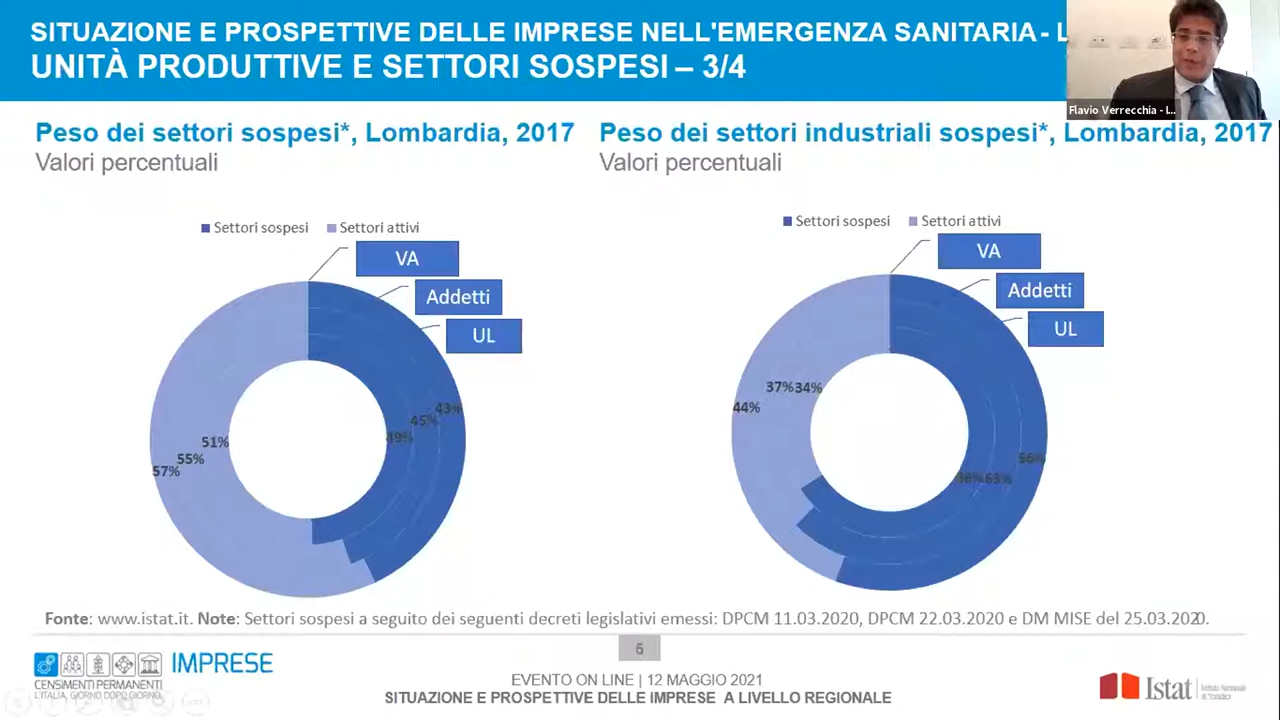 SITUAZIONE E PROSPETTIVE DELLE IMPRESE NELL'EMERGENZA SANITARIA - L
UNITÀ PRODUTTIVE E SETTORI SOSPESI – 3/4
Flavio Verrecchia - I...
Peso dei settori sospesi*, Lombardia, 2017
Valori percentuali
Settori sospesi
Settori attivi
VA
Addetti
UL
43%
45%
49%
51%
55%
57%
Peso dei settori industriali sospesi*, Lombardia, 2017
Valori percentuali
Settori sospesi
Settori attivi
VA
Addetti
UL
37% 34%
44%
56%
63%
Fonte: www.istat.it. Note: Settori sospesi a seguito dei seguenti decreti legislativi emessi: DPCM 11.03.2020, DPCM 22.03.2020 e DM MISE del 25.03.2020.
IMPRESE
CENSIMENTI PERMANENTI
L'ITALIA, GIORNO DOPO GIORNO
EVENTO ON LINE | 12 MAGGIO 2021
SITUAZIONE E PROSPETTIVE DELLE IMPRESE A LIVELLO REGIONALE
Istat